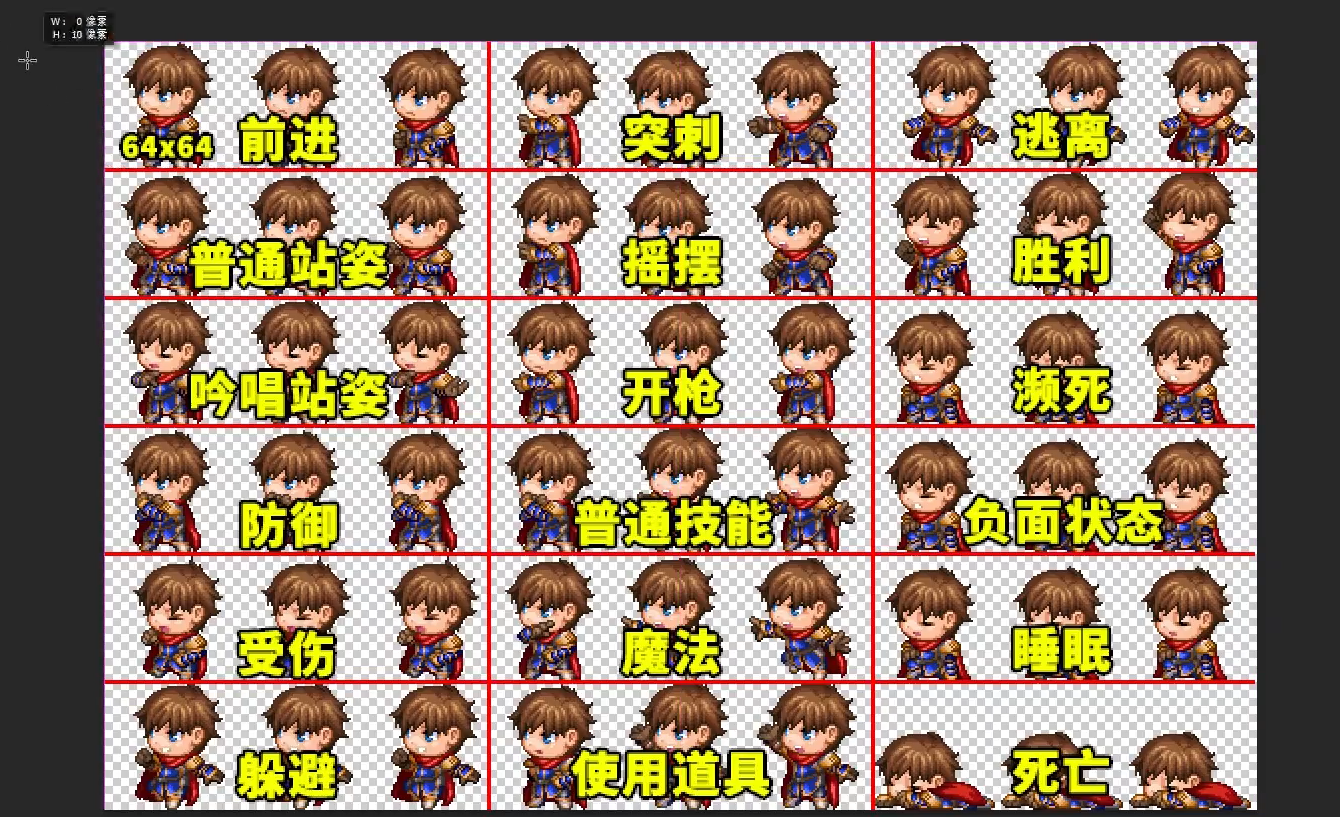 W: 0 像素
H: 10 像素
64x64 前进
突刺
逃离
普通站姿
摇摆
胜利
吟唱站姿
开枪
濒死
防御
普通技能
负面状态
受伤
魔法
睡眠
躲避
使用道具
死亡